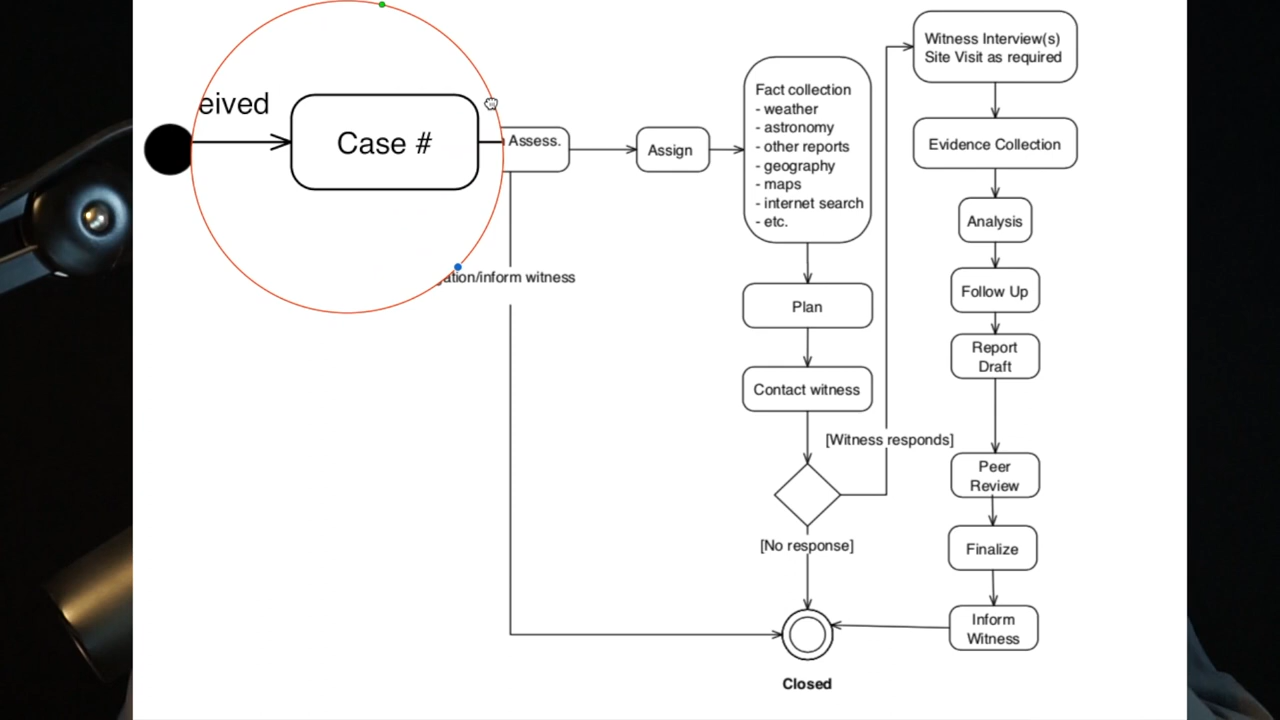 eived
Case #
Assess.
inform witness
Assign
Fact collection
- weather
- astronomy
- other reports
- geography
- maps
- internet search
- etc.
Plan
Contact witness
[Witness responds]
[No response]
Witness Interview(s)
Site Visit as required
Evidence Collection
Analysis
Follow Up
Report
Draft
Peer
Review
Finalize
Inform
Witness
Closed